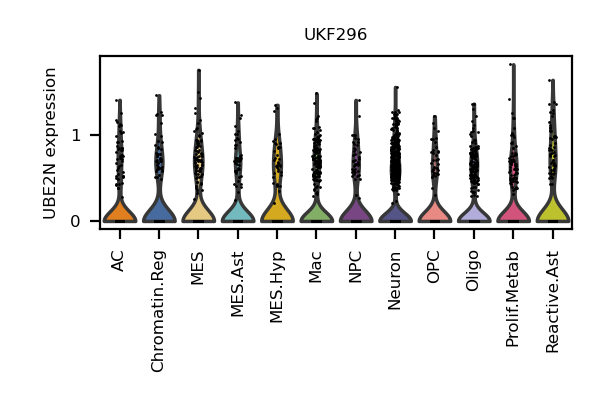 UKF296
UBE2N expression
1
0
AC
Chromatin.Reg
MES
MES.Ast
MES.Hyp
Mac
NPC
Neuron
OPC
Oligo
Prolif.Metab
Reactive.Ast